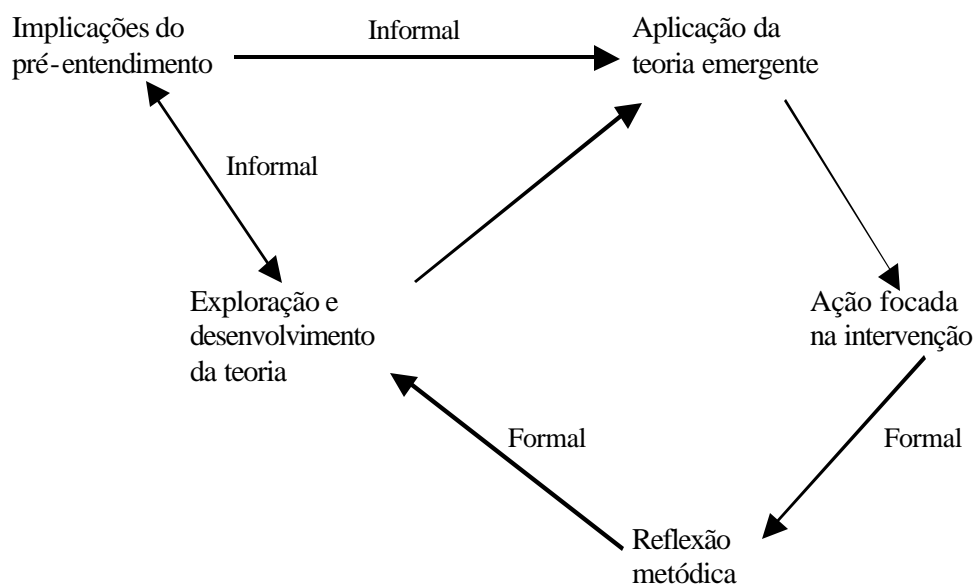 Implicações do
pré-entendimento
Informal
Aplicação da
teoria emergente
Informal
Exploração e
desenvolvimento
da teoria
Ação focada
na intervenção
Formal
Formal
Reflexão
metódica